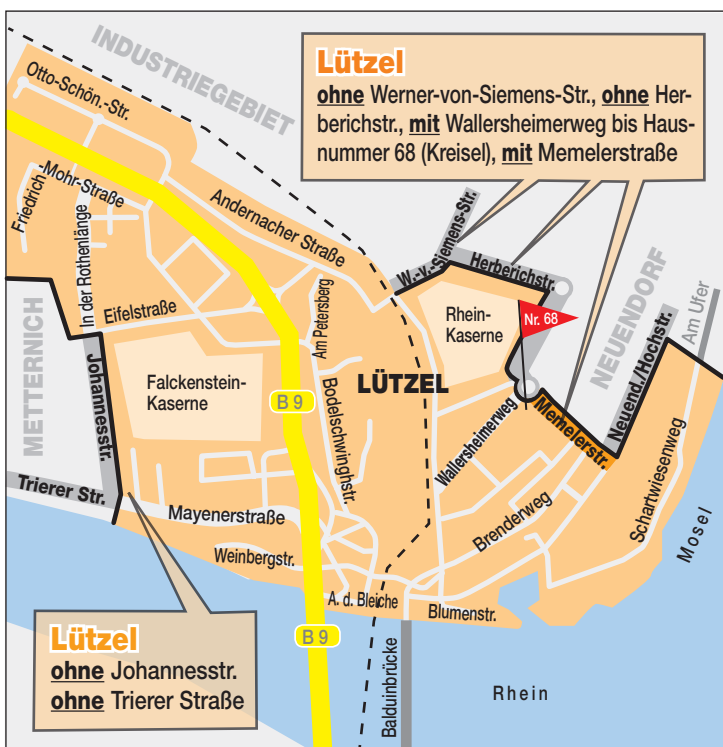 INDUSTRIEGEBIET
Otto-Schön.-Str.
Lützel
ohne Werner-von-Siemens-Str., ohne Her-
berichstr., mit Wallersheimerweg bis Haus-
nummer 68 (Kreisel), mit Memelerstraße
Friedrich
-Mohr-Straße
Andernacher Straße
In der Rothenlänge
W.-v.-Siemens-Str.
Herberichstr.
NEUENDORF
Am Ufer
Eifelstraße
Am Petersberg
Rhein-
Kaserne
Nr. 68
METTERNICH
Johannesstr.
Falckenstein-
Kaserne
B 9
LÜTZEL
Bodelschwinghstr.
Wallersheimerweg
Memelerstr.
Neuend./Hochstr.
Schartwiesenweg
Mosel
Trierer Str.
Mayenerstraße
Brenderweg
Weinbergstr.
A. d. Bleiche
Blumenstr.
B 9
Balduinbrücke
Rhein
Lützel
ohne Johannesstr.
ohne Trierer Straße